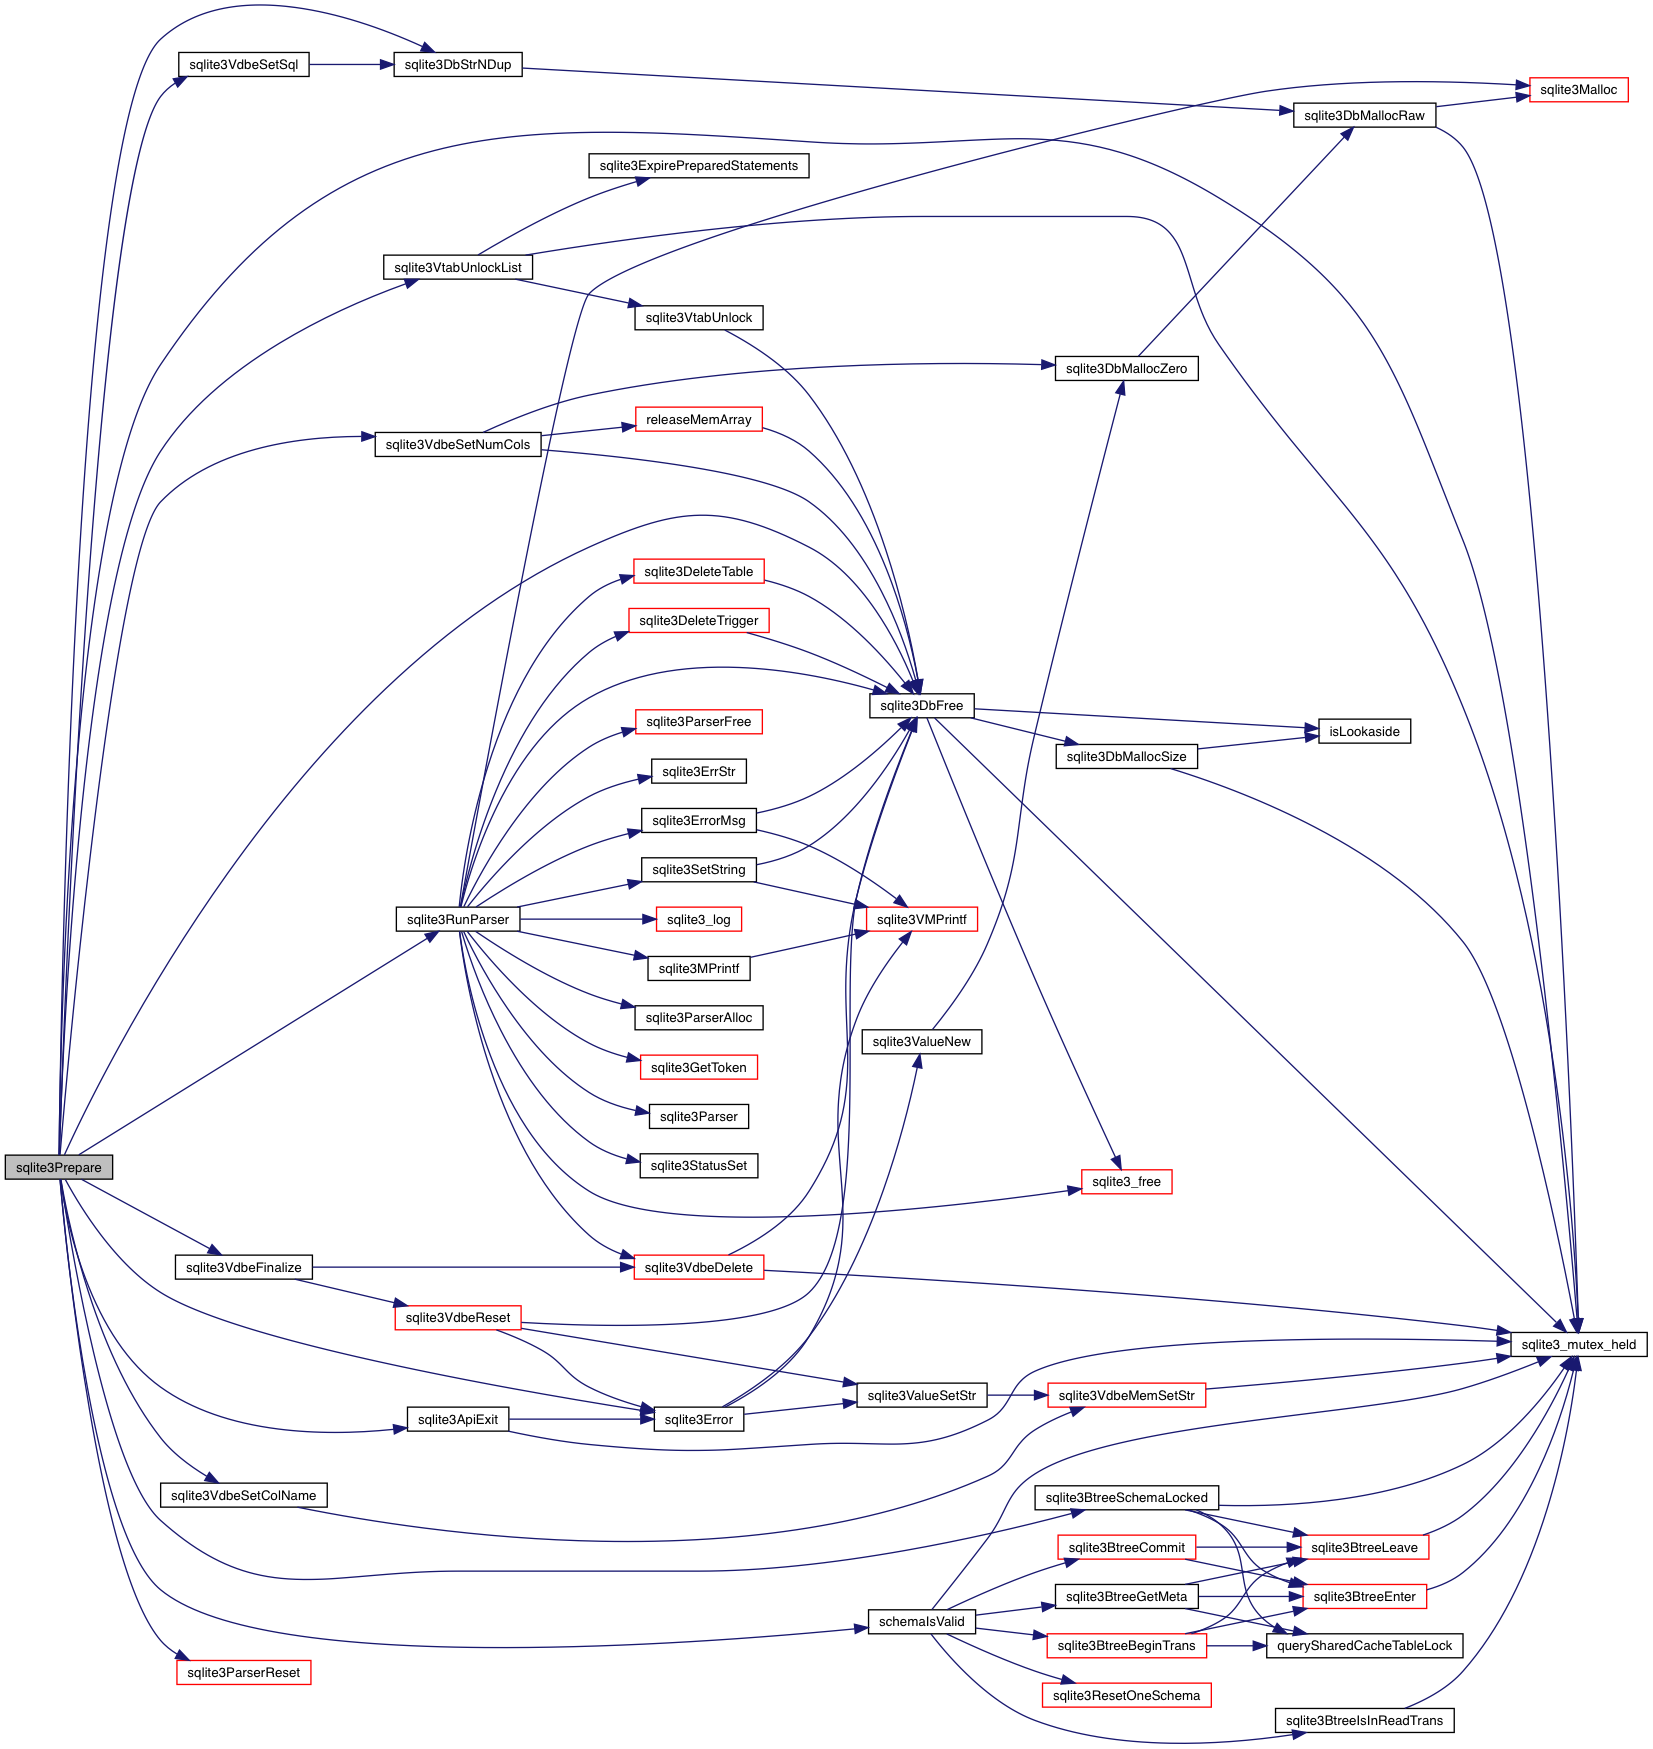 sqlite3VdbeSetSql
sqlite3DbStrNDup
sqlite3Malloc
sqlite3DbMallocRaw
sqlite3ExpirePreparedStatements
sqlite3VtabUnlockList
sqlite3VtabUnlock
sqlite3DbMallocZero
releaseMemArray
sqlite3VdbeSetNumCols
sqlite3DeleteTable
sqlite3DeleteTrigger
sqlite3DbFree
sqlite3ParserFree
isLookaside
sqlite3DbMallocSize
sqlite3ErrStr
sqlite3ErrorMsg
sqlite3SetString
sqlite3RunParser
sqlite3_log
sqlite3VMPrintf
sqlite3MPrintf
sqlite3ParserAlloc
sqlite3ValueNew
sqlite3GetToken
sqlite3Parser
sqlite3StatusSet
sqlite3Prepare
sqlite3_free
sqlite3VdbeFinalize
sqlite3VdbeDelete
sqlite3VdbeReset
sqlite3_mutex_held
sqlite3ValueSetStr
sqlite3VdbeMemSetStr
sqlite3ApiExit
sqlite3Error
sqlite3VdbeSetColName
sqlite3BtreeSchemaLocked
sqlite3BtreeCommit
sqlite3BtreeLeave
sqlite3BtreeGetMeta
sqlite3BtreeEnter
schemaIsValid
sqlite3BtreeBeginTrans
querySharedCacheTableLock
sqlite3ParserReset
sqlite3ResetOneSchema
sqlite3BtreeIsInReadTrans